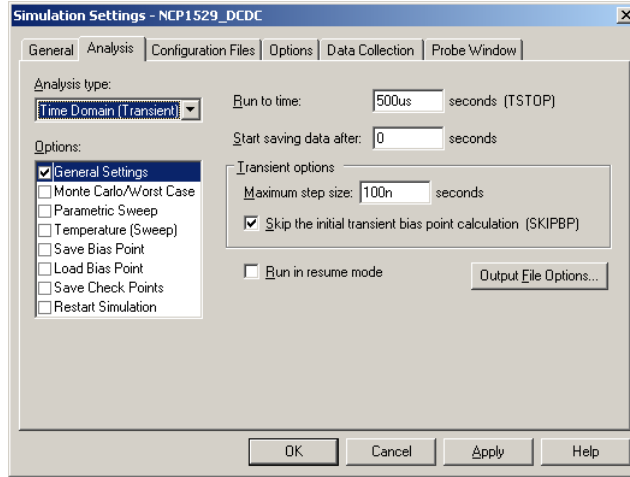 Simulation Settings - NCP1529_DCDC
General Analysis Configuration Files Options Data Collection Probe Window
Analysis type:
Time Domain (Transient)
Run to time: 500us seconds (TSTOP)
Start saving data after: 0 seconds
Options:
General Settings
Monte Carlo/Worst Case
Parametric Sweep
Temperature (Sweep)
Save Bias Point
Load Bias Point
Save Check Points
Restart Simulation
Transient options
Maximum step size: 100n seconds
Skip the initial transient bias point calculation (SKIPBP)
Run in resume mode
Output File Options...
OK Cancel Apply Help